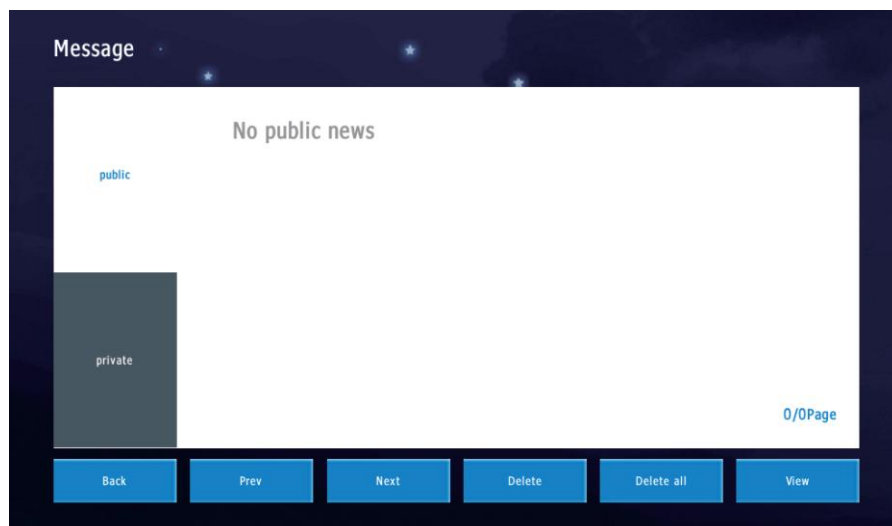 Message
No public news
public
private
0/0Page
Back Prev Next Delete Delete all View